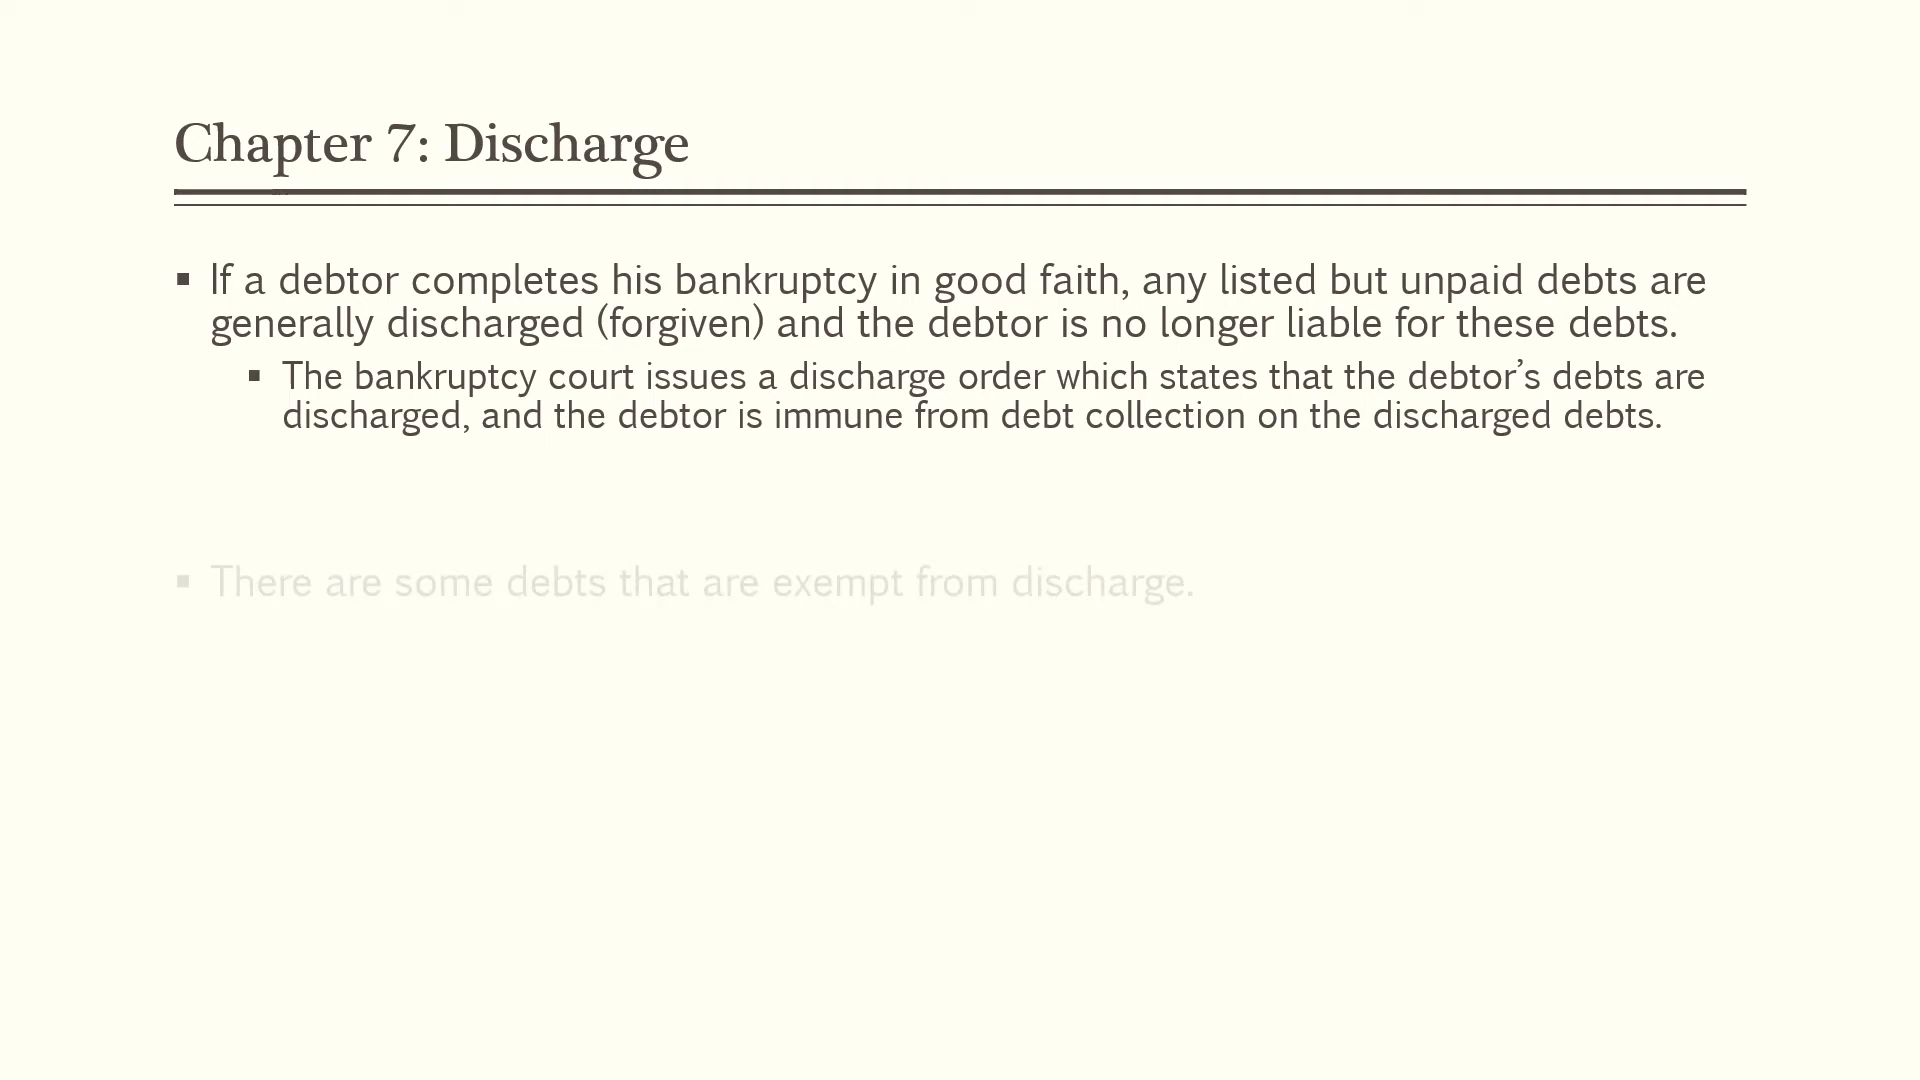 Chapter 7: Discharge
▪ If a debtor completes his bankruptcy in good faith, any listed but unpaid debts are
generally discharged (forgiven) and the debtor is no longer liable for these debts.
▪ The bankruptcy court issues a discharge order which states that the debtor’s debts are
discharged, and the debtor is immune from debt collection on the discharged debts.
▪ There are some debts that are exempt from discharge.